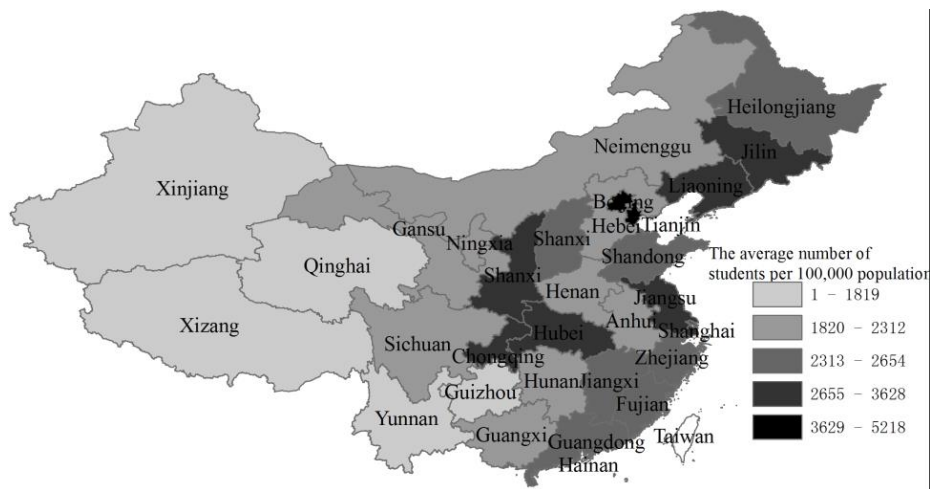 Heilongjiang
Jilin
Neimenggu
Liaoning
Xinjiang
Beijing
Gansu
Hebei
Tianjin
Ningxia
Shanxi
Shandong
Qinghai
Shanxi
Henan
Jiangsu
Xizang
Anhui
Hubei
Shanghai
Sichuan
Chongqing
Zhejiang
Hunan
Jiangxi
Guizhou
Fujian
Yunnan
Guangxi
Guangdong
Taiwan
Hainan
The average number of
students per 100,000 population
1 - 1819
1820 - 2312
2313 - 2654
2655 - 3628
3629 - 5218